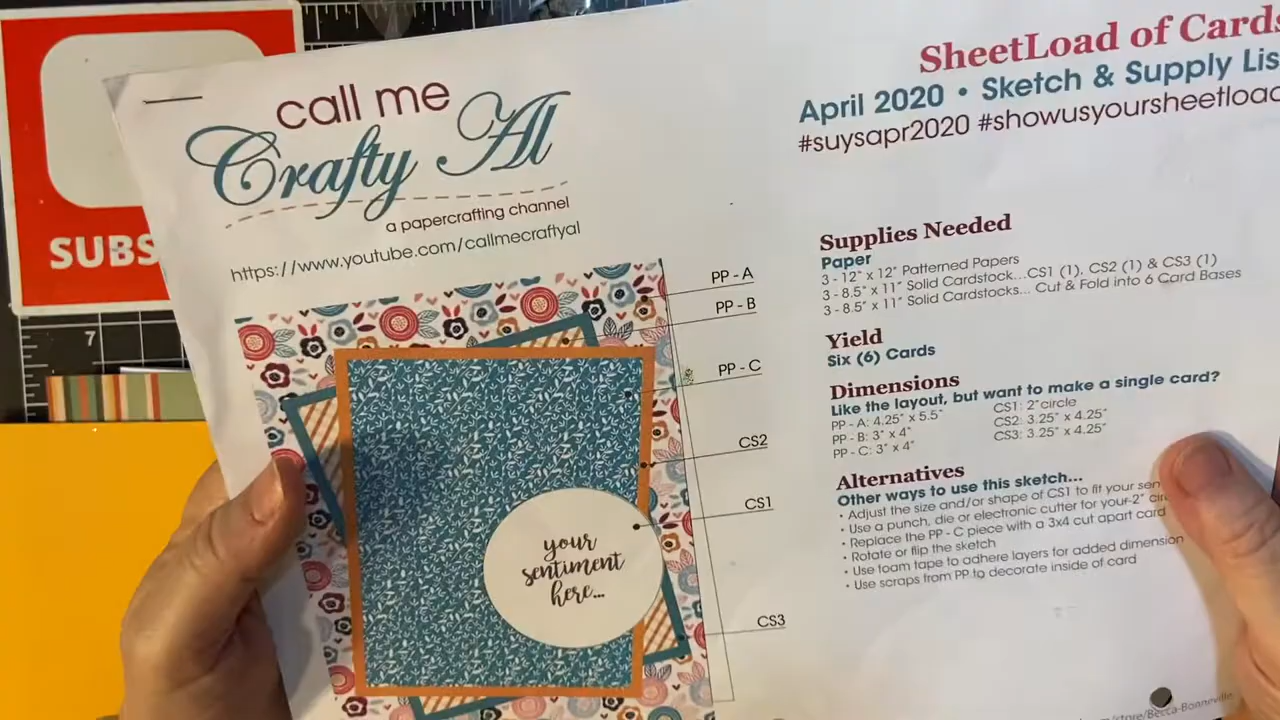 SUBS
7
call me
Crafty Al
a papercrafting channel
https://www.youtube.com/callmecraftyal
SheetLoad of Cards
April 2020 • Sketch & Supply Lis
#suysapr2020 #showusyoursheetload
PP - A
PP - B
PP - C
CS2
CS1
CS3
your
sentiment
here...
Supplies Needed
Paper
3 - 12" x 12" Patterned Papers
3 - 8.5" x 11" Solid Cardstock...CS1 (1), CS2 (1) & CS3 (1)
3 - 8.5" x 11" Solid Cardstocks... Cut & Fold into 6 Card Bases
Yield
Six (6) Cards
Dimensions
Like the layout, but want to make a single card?
PP - A: 4.25" x 5.5"
PP - B: 3" x 4"
PP - C: 3" x 4"
CS1: 2" circle
CS2: 3.25" x 4.25"
CS3: 3.25" x 4.25"
Alternatives
Other ways to use this sketch...
• Adjust the size and/or shape of CS1 to fit your sen
• Use a punch, die or electronic cutter for your 2" circ
• Replace the PP - C piece with a 3x4 cut apart card
• Rotate or flip the sketch
• Use foam tape to adhere layers for added dimension
• Use scraps from PP to decorate inside of card
/store/Becca-Bonneville